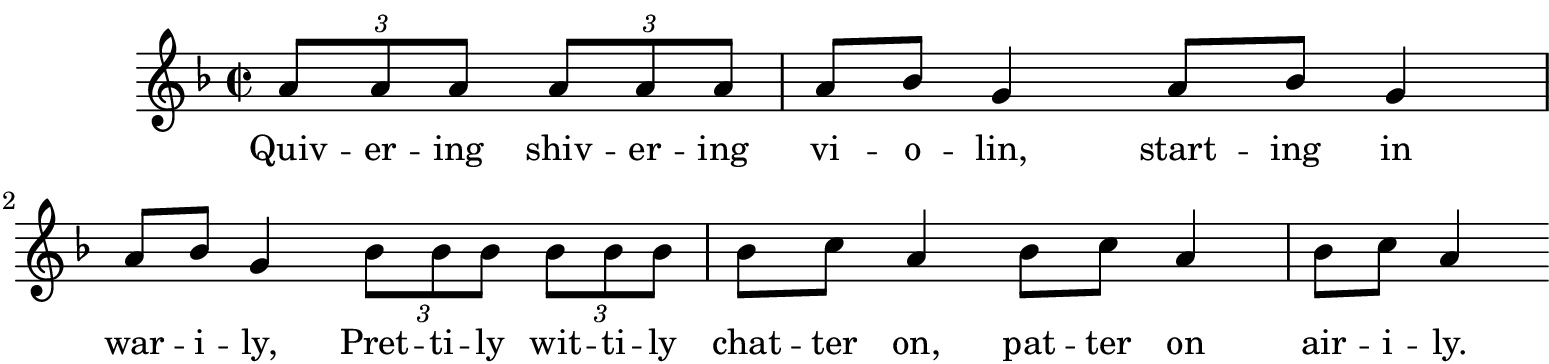 3 3
Quiv - er - ing shiv - er - ing vi - o - lin, start - ing in
2
3 3
war - i - ly, Pret - ti - ly wit - ti - ly chat - ter on, pat - ter on air - i - ly.